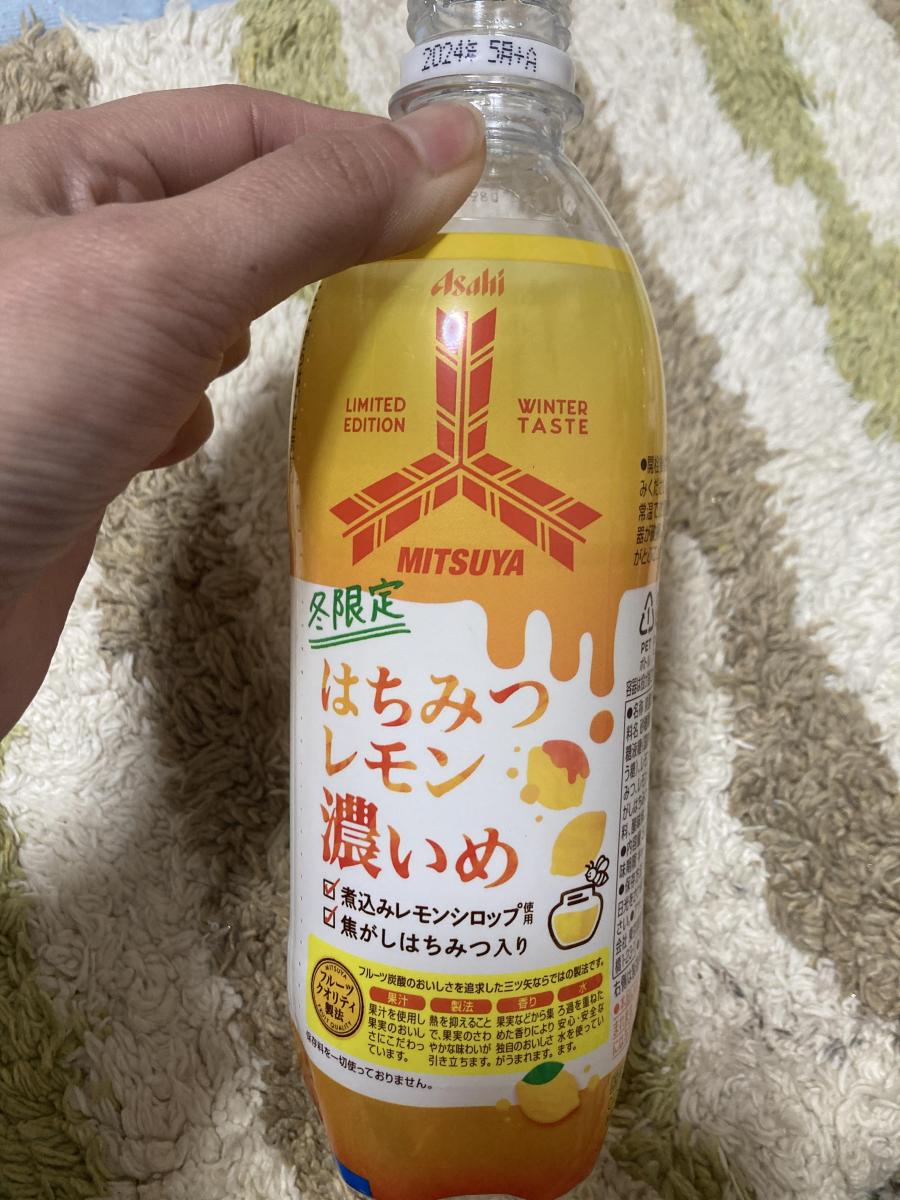 2024年 5月+A
Asahi
LIMITED
EDITION
WINTER
TASTE
MITSUYA
冬限定
はちみつ
レモン
濃いめ
煮込みレモンシロップ使用
焦がしはちみつ入り
フルーツ炭酸のおいしさを追求した三ツ矢ならではの製法です。
MITSUYA
フルーツ
クオリティ
製法
FRUIT QUALITY
果汁
果汁を使用し
果実のおいし
さにこだわっ
ています。
製法
熱を抑えること
で、果実のさわ
やかな味わいが
引き立ちます。
香り
果実などから集
めた香りにより
独自のおいしさ
がうまれます。
水
ろ過を重ねた
安心・安全な
水を使ってい
ます。
保存料を一切使っておりません。
PET
ボトル